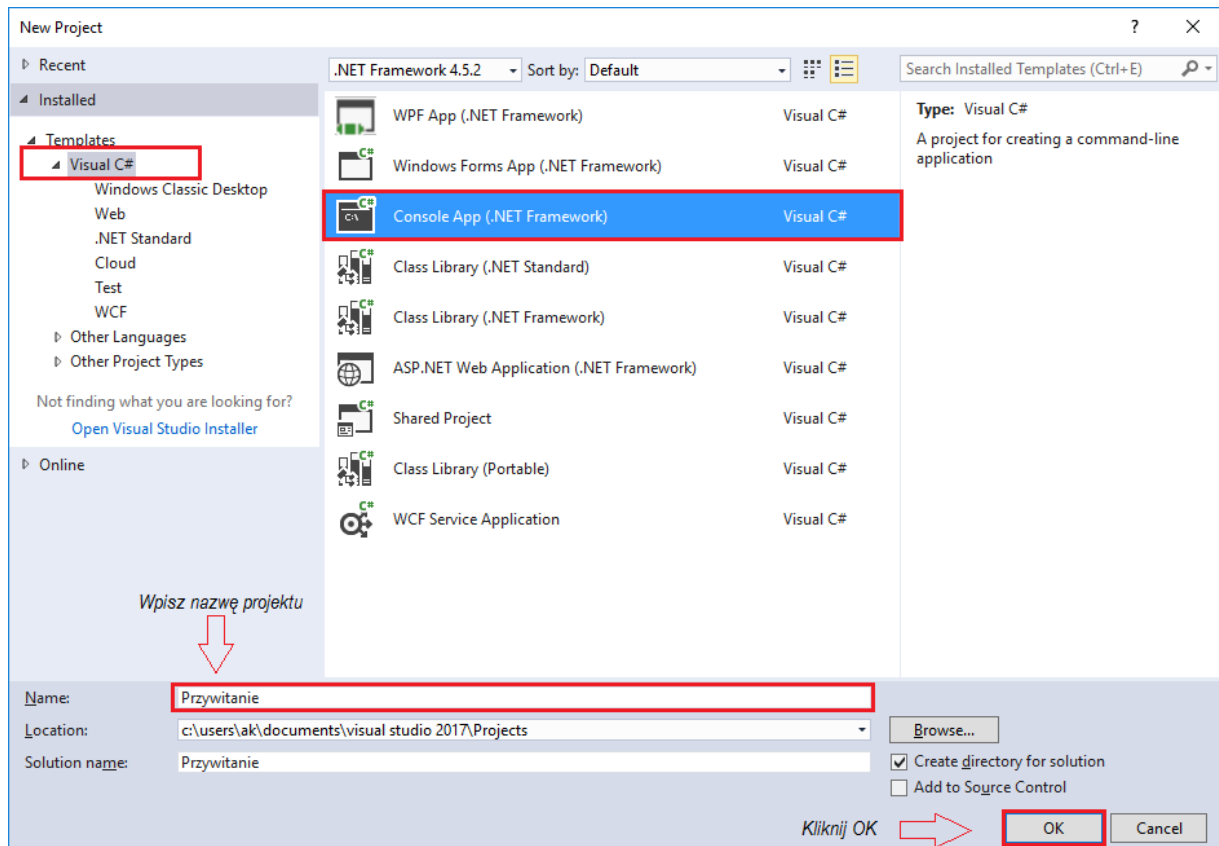 New Project
?
Recent
Installed
Templates
Visual C#
Windows Classic Desktop
Web
.NET Standard
Cloud
Test
WCF
Other Languages
Other Project Types
Not finding what you are looking for?
Open Visual Studio Installer
Online
.NET Framework 4.5.2 Sort by: Default
Search Installed Templates (Ctrl+E)
WPF App (.NET Framework) Visual C#
C# Windows Forms App (.NET Framework) Visual C#
C# C:\ Console App (.NET Framework) Visual C#
C# Class Library (.NET Standard) Visual C#
C# Class Library (.NET Framework) Visual C#
ASP.NET Web Application (.NET Framework) Visual C#
C# Shared Project Visual C#
C# Class Library (Portable) Visual C#
C# WCF Service Application Visual C#
Type: Visual C#
A project for creating a command-line
application
Wpisz nazwę projektu
Name: Przywitanie
Location: c:\users\ak\documents\visual studio 2017\Projects Browse...
Solution name: Przywitanie
Create directory for solution
Add to Source Control
Kliknij OK
OK Cancel